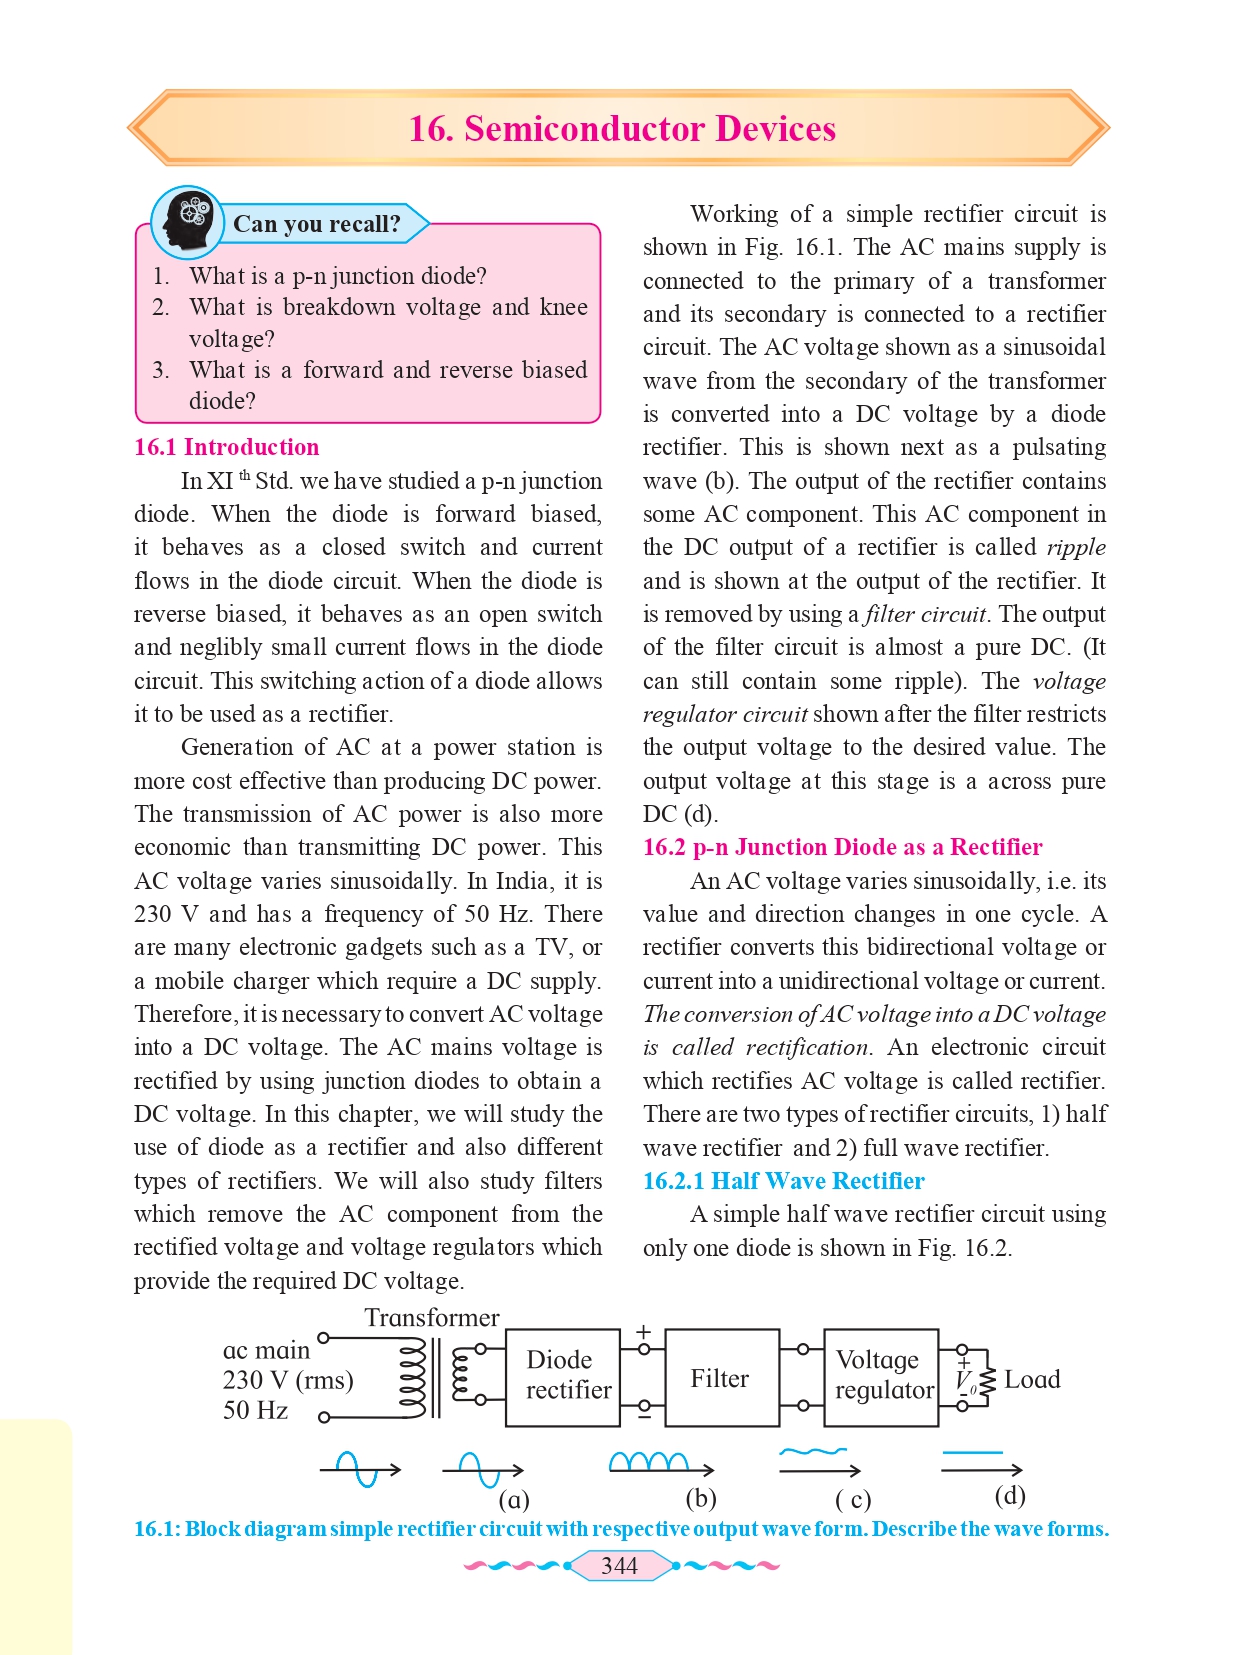 16. Semiconductor Devices
Can you recall?
1. What is a p-n junction diode?
2. What is breakdown voltage and knee
voltage?
3. What is a forward and reverse biased
diode?
16.1 Introduction
In XI th Std. we have studied a p-n junction
diode. When the diode is forward biased,
it behaves as a closed switch and current
flows in the diode circuit. When the diode is
reverse biased, it behaves as an open switch
and neglibly small current flows in the diode
circuit. This switching action of a diode allows
it to be used as a rectifier.
Generation of AC at a power station is
more cost effective than producing DC power.
The transmission of AC power is also more
economic than transmitting DC power. This
AC voltage varies sinusoidally. In India, it is
230 V and has a frequency of 50 Hz. There
are many electronic gadgets such as a TV, or
a mobile charger which require a DC supply.
Therefore, it is necessary to convert AC voltage
into a DC voltage. The AC mains voltage is
rectified by using junction diodes to obtain a
DC voltage. In this chapter, we will study the
use of diode as a rectifier and also different
types of rectifiers. We will also study filters
which remove the AC component from the
rectified voltage and voltage regulators which
provide the required DC voltage.
Working of a simple rectifier circuit is
shown in Fig. 16.1. The AC mains supply is
connected to the primary of a transformer
and its secondary is connected to a rectifier
circuit. The AC voltage shown as a sinusoidal
wave from the secondary of the transformer
is converted into a DC voltage by a diode
rectifier. This is shown next as a pulsating
wave (b). The output of the rectifier contains
some AC component. This AC component in
the DC output of a rectifier is called ripple
and is shown at the output of the rectifier. It
is removed by using a filter circuit. The output
of the filter circuit is almost a pure DC. (It
can still contain some ripple). The voltage
regulator circuit shown after the filter restricts
the output voltage to the desired value. The
output voltage at this stage is a across pure
DC (d).
16.2 p-n Junction Diode as a Rectifier
An AC voltage varies sinusoidally, i.e. its
value and direction changes in one cycle. A
rectifier converts this bidirectional voltage or
current into a unidirectional voltage or current.
The conversion of AC voltage into a DC voltage
is called rectification. An electronic circuit
which rectifies AC voltage is called rectifier.
There are two types of rectifier circuits, 1) half
wave rectifier and 2) full wave rectifier.
16.2.1 Half Wave Rectifier
A simple half wave rectifier circuit using
only one diode is shown in Fig. 16.2.
Transformer
ac main
230 V (rms)
50 Hz
Diode
rectifier
+
–
Filter
Voltage
regulator
+
V0
-
Load
(a)
(b)
( c)
(d)
16.1: Block diagram simple rectifier circuit with respective output wave form. Describe the wave forms.
344